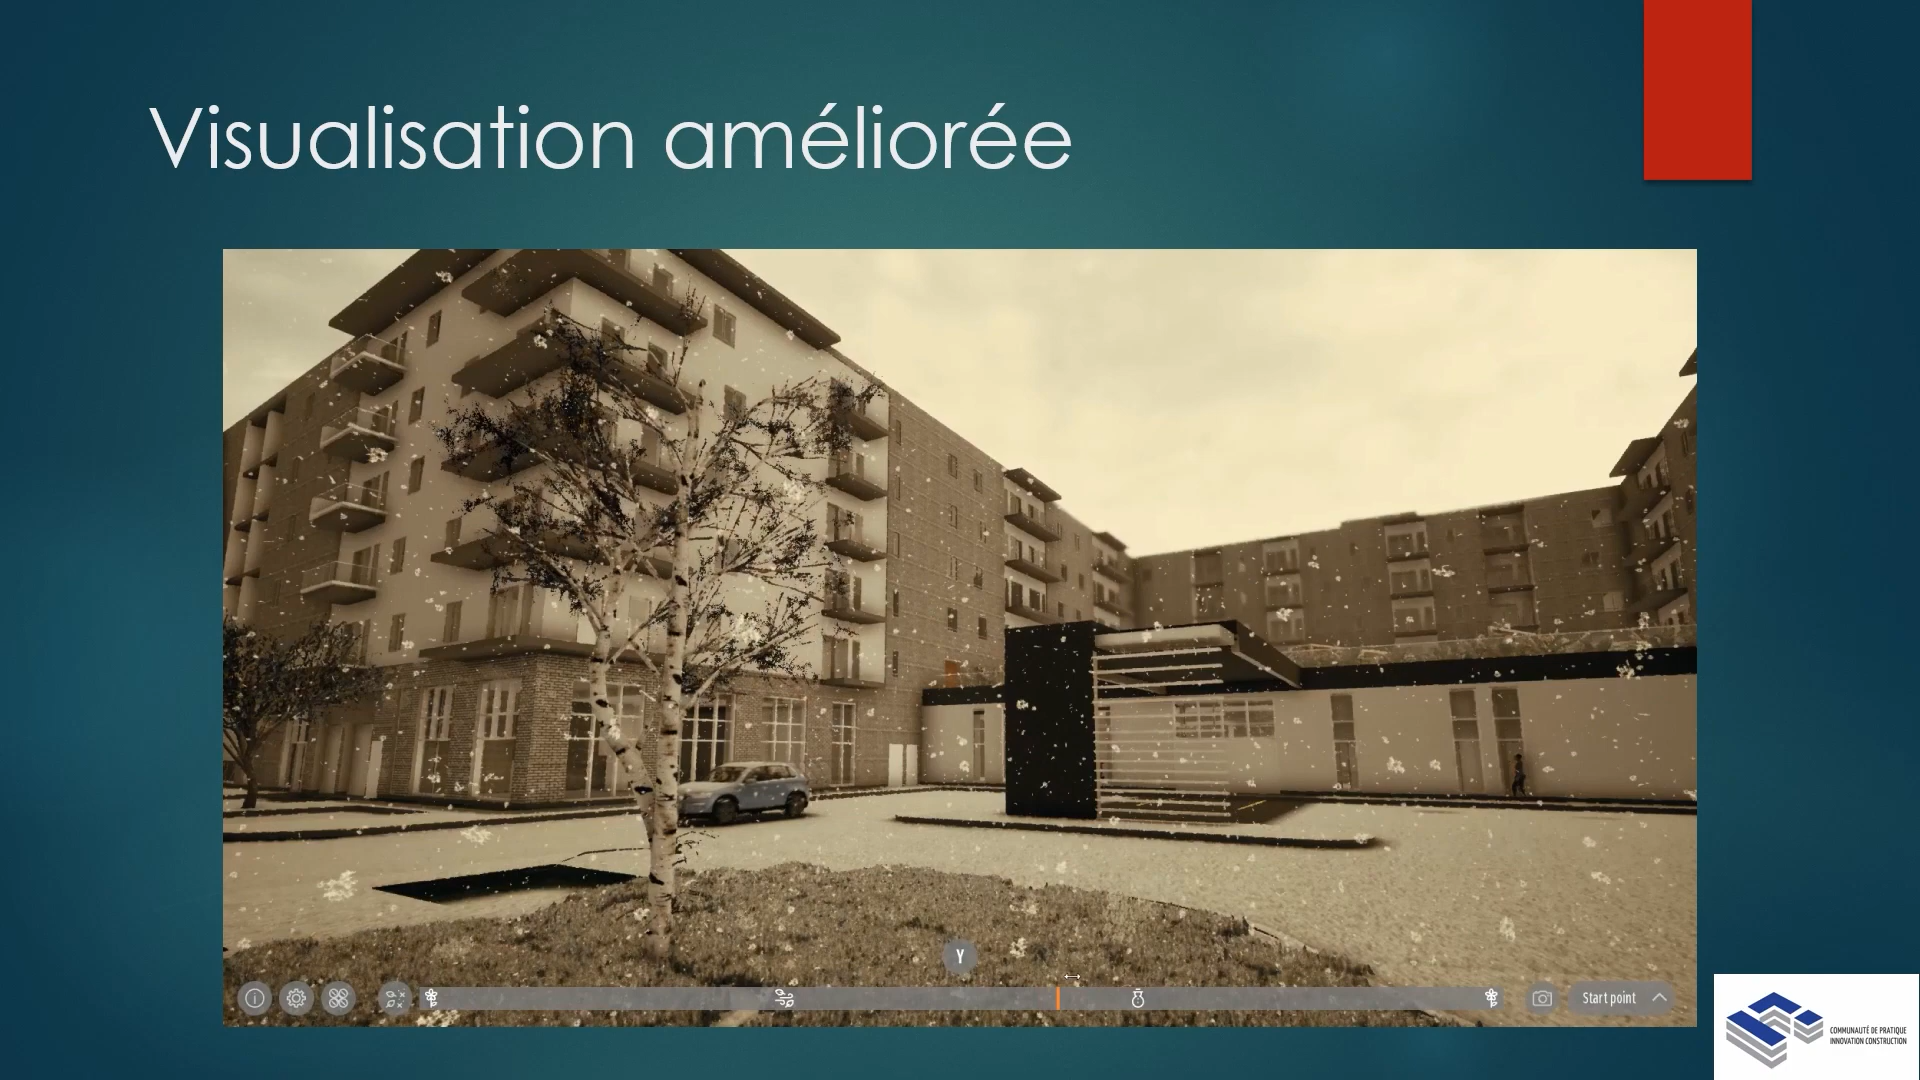 Visualisation améliorée
Y
Start point
COMMUNAUTÉ DE PRATIQUE
INNOVATION CONSTRUCTION